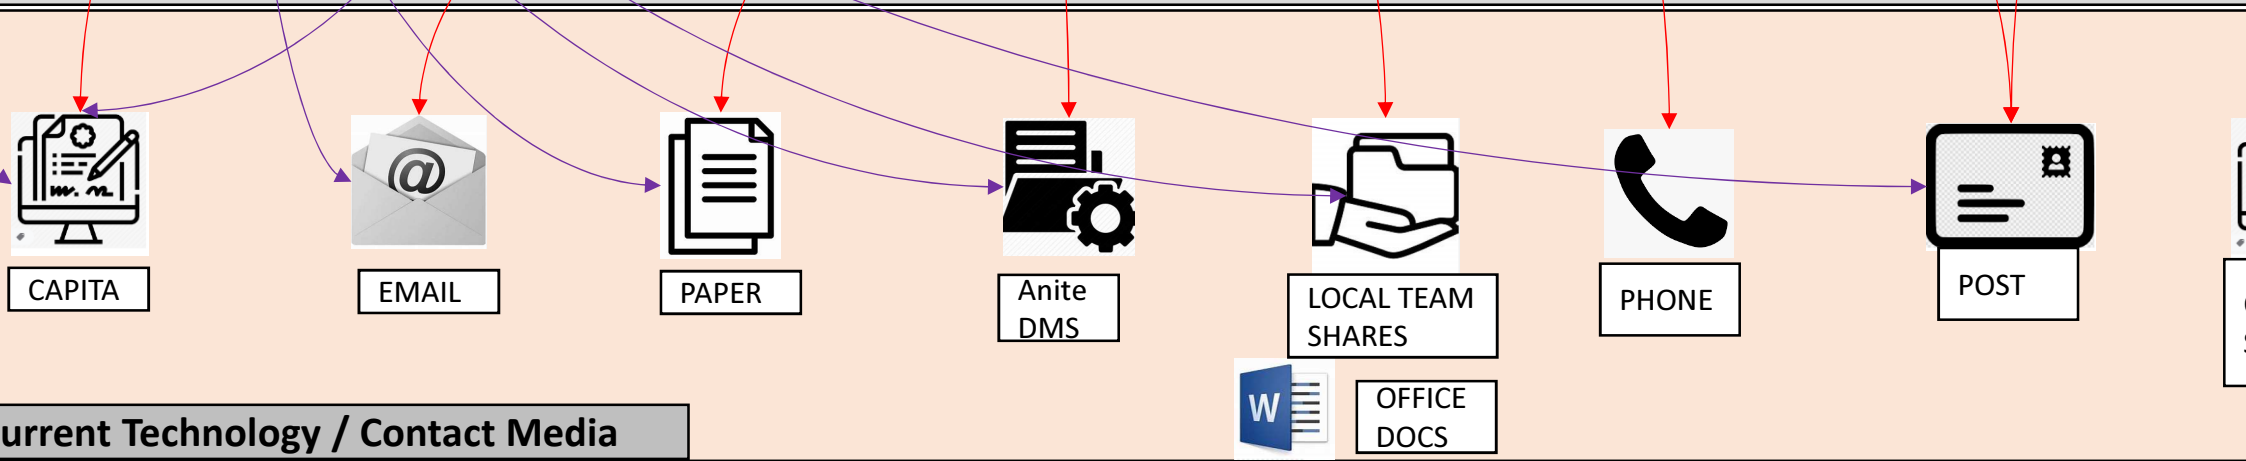 CAPITA
EMAIL
PAPER
Anite
DMS
LOCAL TEAM
SHARES
PHONE
POST
W
OFFICE
DOCS
urrent Technology / Contact Media